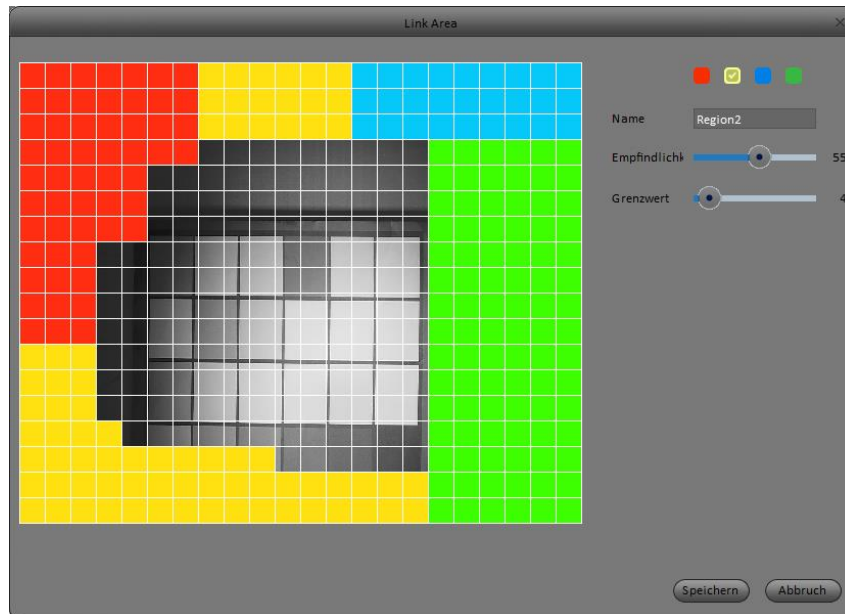 Link Area
Name
Region2
Empfindlichk
55
Grenzwert
4
Speichern
Abbruch